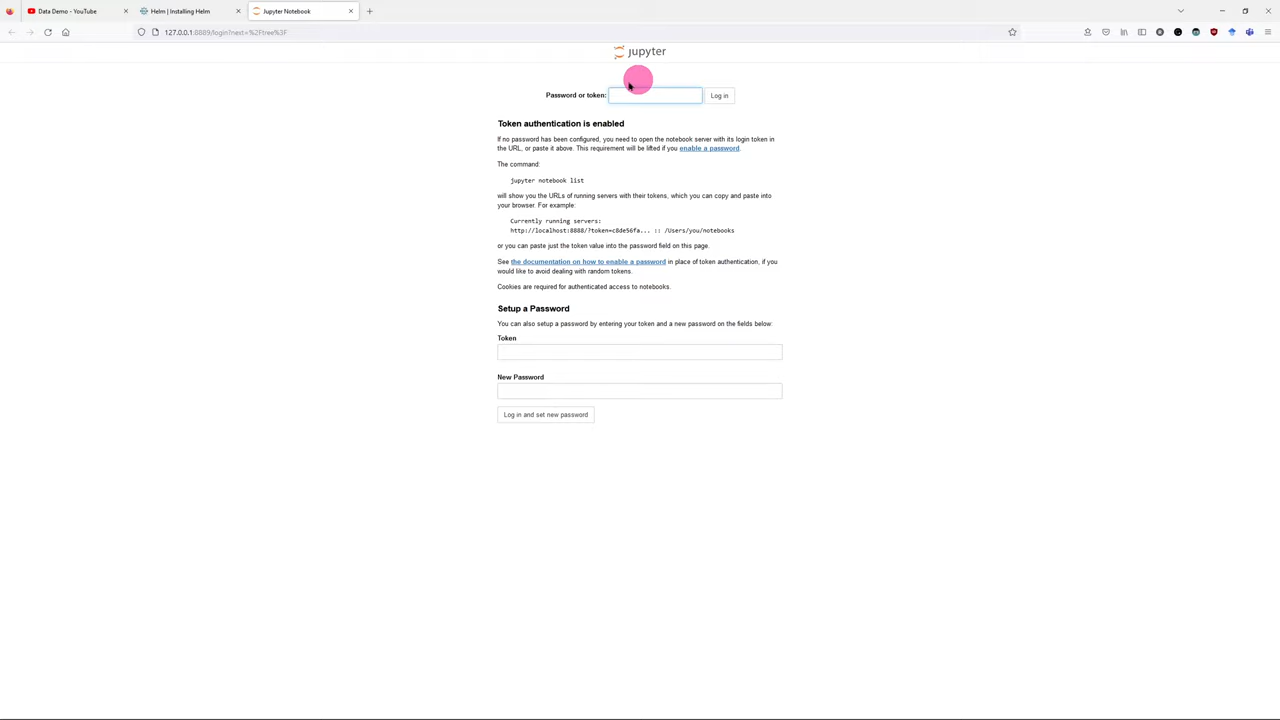 Data Demo - YouTube
Helm | Installing Helm
Jupyter Notebook
127.0.0.1:8889/login?next=%2Ftree%3F
jupyter
Password or token:
Log in
Token authentication is enabled
If no password has been configured, you need to open the notebook server with its login token in
the URL, or paste it above. This requirement will be lifted if you enable a password.
The command:
jupyter notebook list
will show you the URLs of running servers with their tokens, which you can copy and paste into
your browser. For example:
Currently running servers:
http://localhost:8888/?token=c8de56fa... :: /Users/you/notebooks
or you can paste just the token value into the password field on this page.
See the documentation on how to enable a password in place of token authentication, if you
would like to avoid dealing with random tokens.
Cookies are required for authenticated access to notebooks.
Setup a Password
You can also setup a password by entering your token and a new password on the fields below:
Token
New Password
Log in and set new password